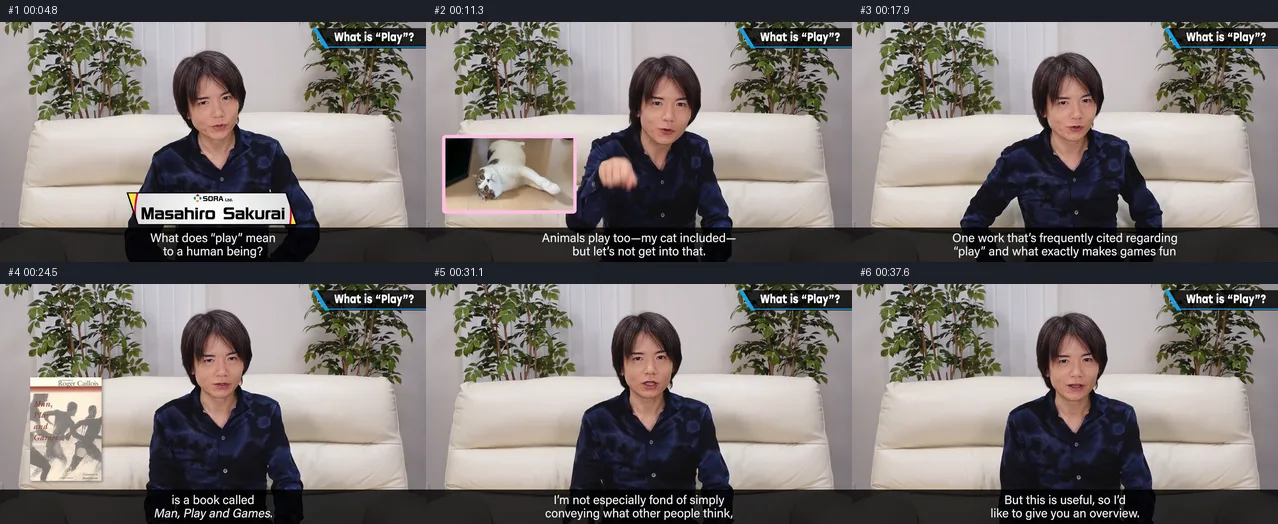 #1 00:04.8
What is “Play”?
SORA Ltd.
Masahiro Sakurai
What does “play” mean
to a human being?
#2 00:11.3
What is “Play”?
Animals play too—my cat included—
but let’s not get into that.
#3 00:17.9
What is “Play”?
One work that’s frequently cited regarding
“play” and what exactly makes games fun
#4 00:24.5
What is “Play”?
Roger Caillois
Man,
Play
and
Games
is a book called
Man, Play and Games.
#5 00:31.1
What is “Play”?
I’m not especially fond of simply
conveying what other people think,
#6 00:37.6
What is “Play”?
But this is useful, so I’d
like to give you an overview.